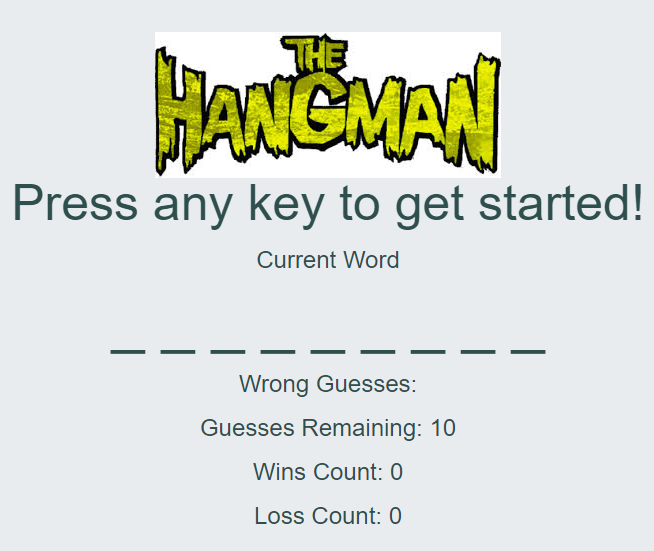 THE
HANGMAN
Press any key to get started!
Current Word
_ _ _ _ _ _ _ _ _
Wrong Guesses:
Guesses Remaining: 10
Wins Count: 0
Loss Count: 0